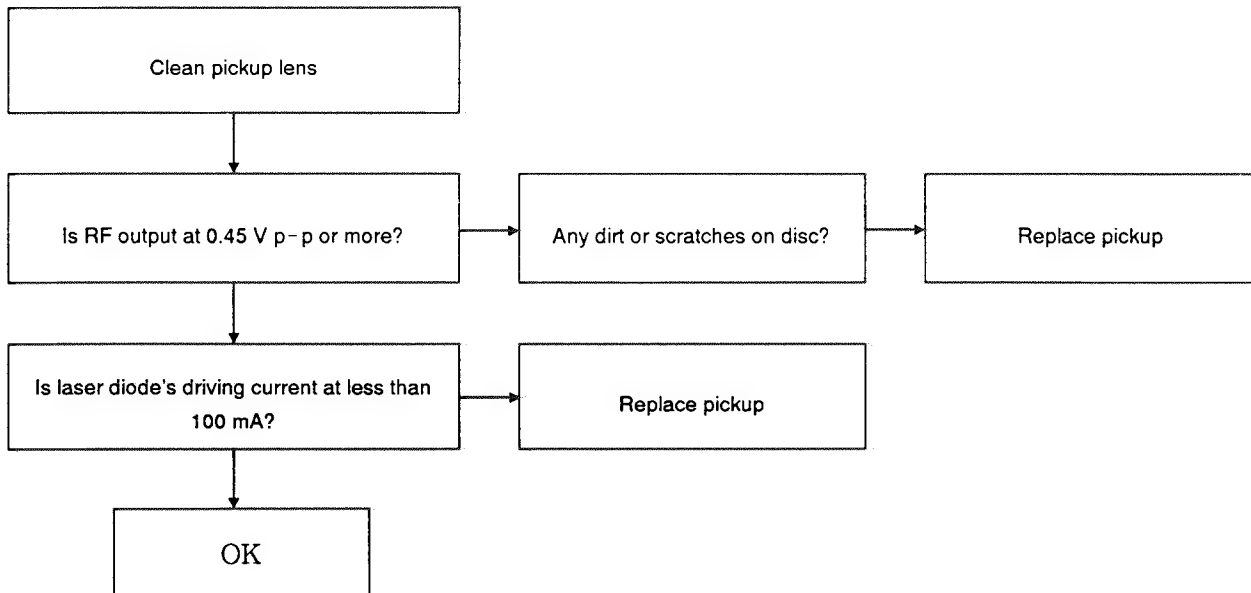 Clean pickup lens
Is RF output at 0.45 V p-p or more?
Any dirt or scratches on disc?
Replace pickup
Is laser diode's driving current at less than
100 mA?
Replace pickup
OK